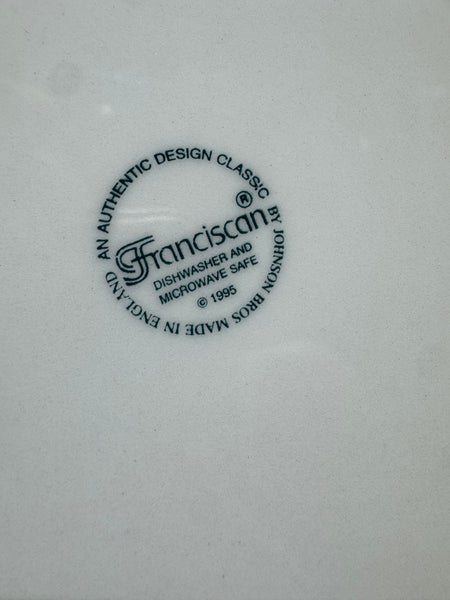 AN AUTHENTIC DESIGN CLASSIC BY JOHNSON BROS MADE IN ENGLAND
Franciscan®
DISHWASHER AND
MICROWAVE SAFE
© 1995